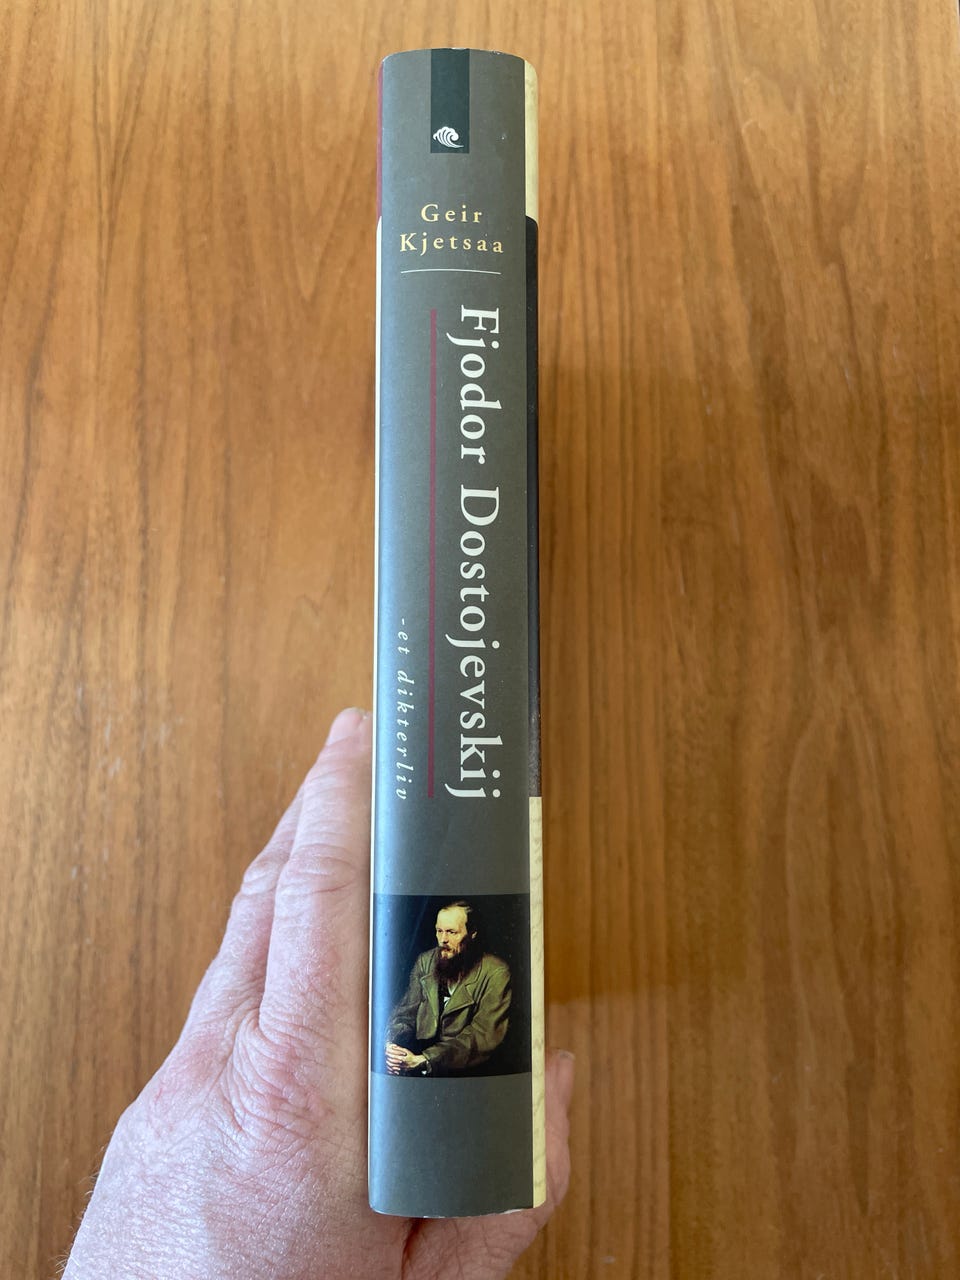 Geir
Kjetsaa
Fjodor Dostojevskij
-et dikterliv